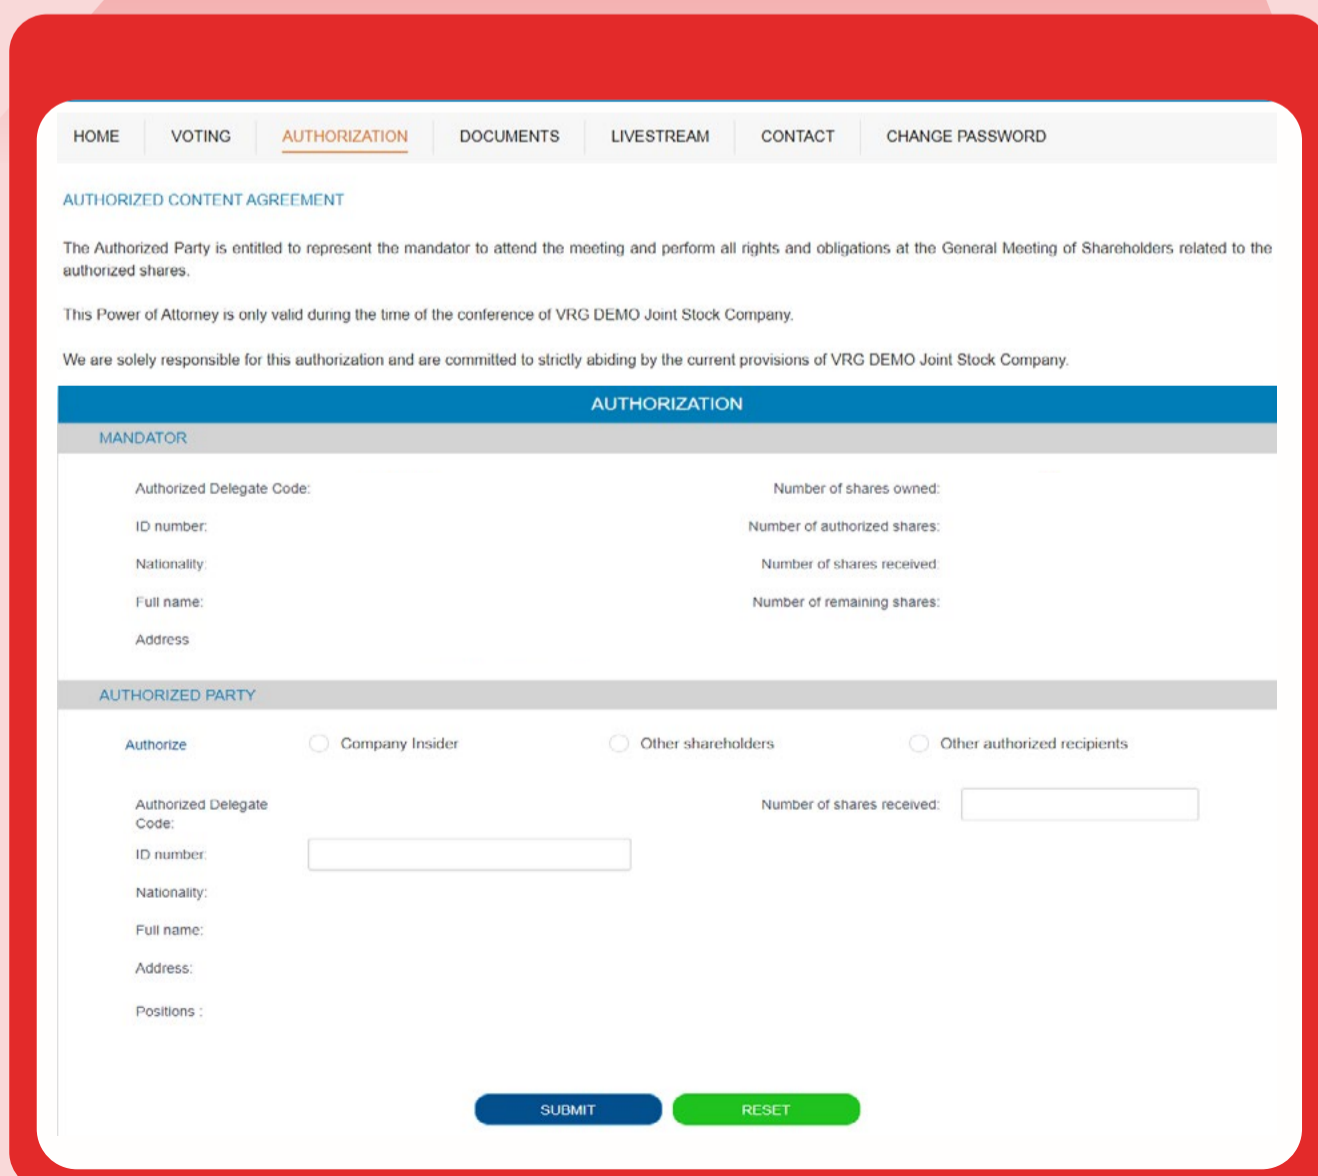 HOME VOTING AUTHORIZATION DOCUMENTS LIVESTREAM CONTACT CHANGE PASSWORD
AUTHORIZED CONTENT AGREEMENT
The Authorized Party is entitled to represent the mandator to attend the meeting and perform all rights and obligations at the General Meeting of Shareholders related to the
authorized shares.
This Power of Attorney is only valid during the time of the conference of VRG DEMO Joint Stock Company.
We are solely responsible for this authorization and are committed to strictly abiding by the current provisions of VRG DEMO Joint Stock Company.
AUTHORIZATION
MANDATOR
Authorized Delegate Code: Number of shares owned:
ID number: Number of authorized shares:
Nationality: Number of shares received:
Full name: Number of remaining shares:
Address
AUTHORIZED PARTY
Authorize Company Insider Other shareholders Other authorized recipients
Authorized Delegate Number of shares received:
Code:
ID number:
Nationality:
Full name:
Address:
Positions :
SUBMIT RESET